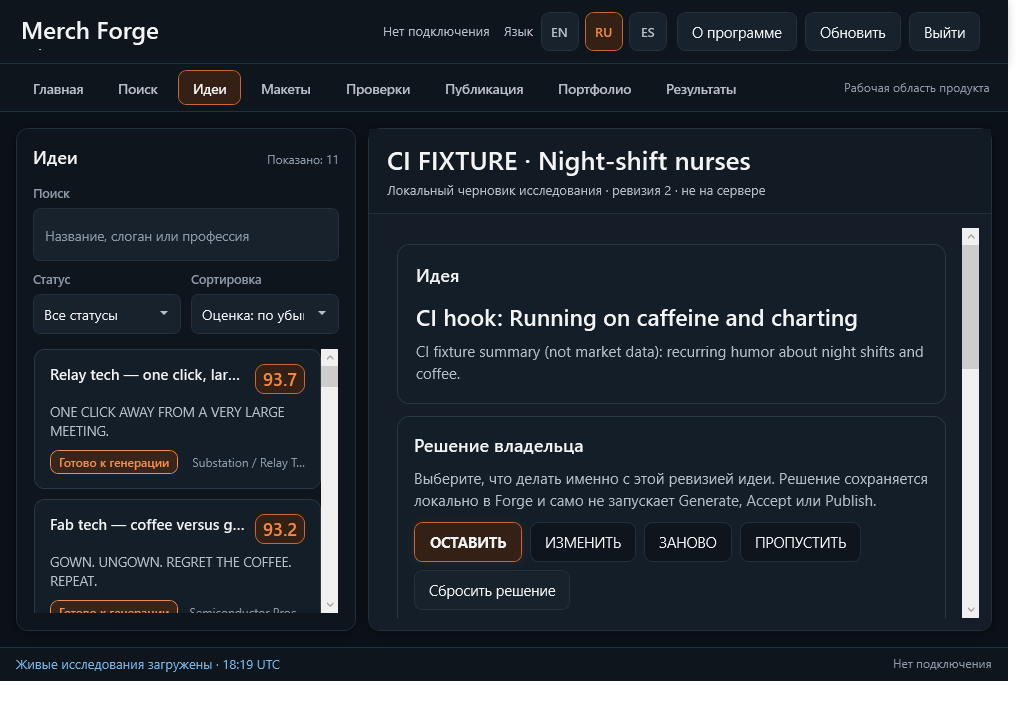 Merch Forge
Нет подключения
Язык
EN
RU
ES
О программе
Обновить
Выйти
Главная
Поиск
Идеи
Макеты
Проверки
Публикация
Портфолио
Результаты
Рабочая область продукта
Идеи
Показано: 11
Поиск
Название, слоган или профессия
Статус
Сортировка
Все статусы
Оценка: по убы
Relay tech — one click, lar...
93.7
ONE CLICK AWAY FROM A VERY LARGE
MEETING.
Готово к генерации
Substation / Relay T...
Fab tech — coffee versus g...
93.2
GOWN. UNGOWN. REGRET THE COFFEE.
REPEAT.
Готово к генерации
Semiconductor Proc...
CI FIXTURE · Night-shift nurses
Локальный черновик исследования · ревизия 2 · не на сервере
Идея
CI hook: Running on caffeine and charting
CI fixture summary (not market data): recurring humor about night shifts and
coffee.
Решение владельца
Выберите, что делать именно с этой ревизией идеи. Решение сохраняется
локально в Forge и само не запускает Generate, Accept или Publish.
ОСТАВИТЬ
ИЗМЕНИТЬ
ЗАНОВО
ПРОПУСТИТЬ
Сбросить решение
Живые исследования загружены · 18:19 UTC
Нет подключения